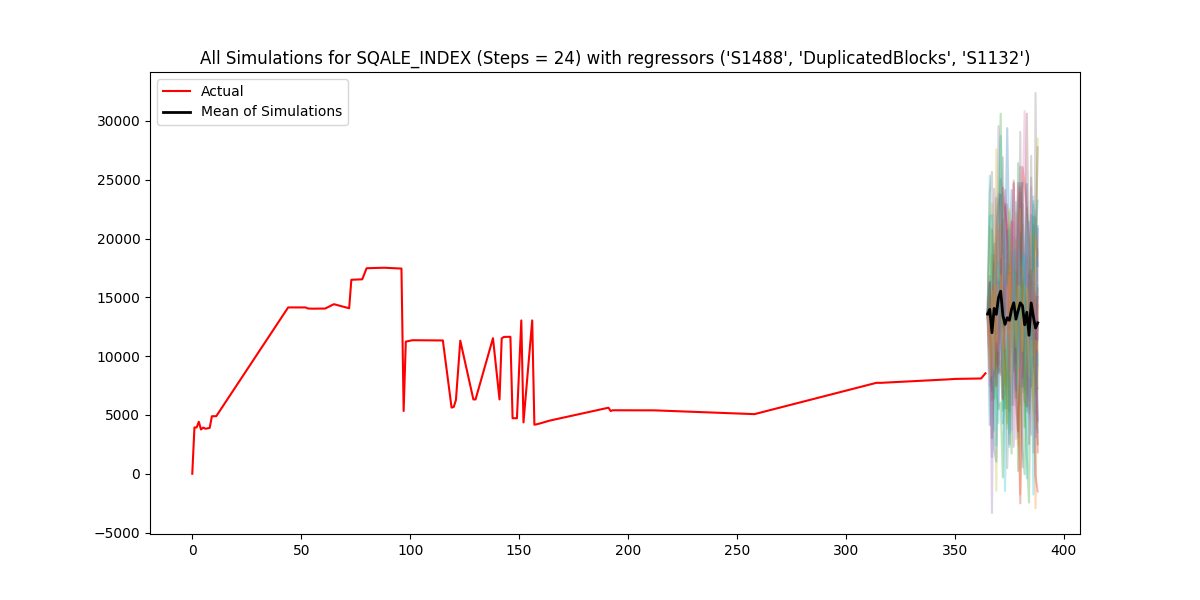 All Simulations for SQALE_INDEX (Steps = 24) with regressors ('S1488', 'DuplicatedBlocks', 'S1132')
Actual
Mean of Simulations
30000
25000
20000
15000
10000
5000
0
−5000
0 50 100 150 200 250 300 350 400